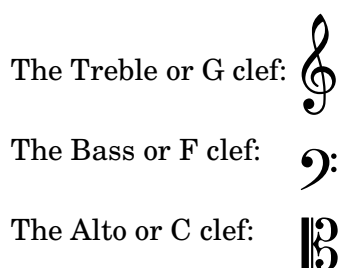 The Treble or G clef:
The Bass or F clef:
The Alto or C clef: